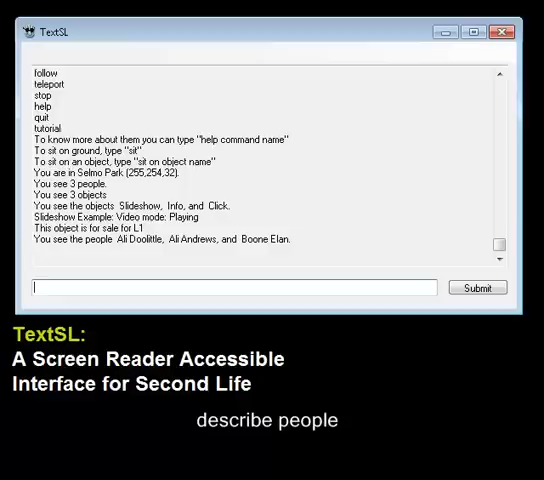 TextSL
follow
teleport
stop
help
quit
tutorial
To know more about them you can type "help command name"
To sit on ground, type "sit"
To sit on an object, type "sit on object name"
You are in Selmo Park (255,254,32).
You see 3 people.
You see 3 objects
You see the objects  Slideshow,  Info, and  Click.
Slideshow Example: Video mode: Playing
This object is for sale for L1
You see the people  Ali Doolittle,  Ali Andrews, and  Boone Elan.
Submit
TextSL:
A Screen Reader Accessible
Interface for Second Life
describe people